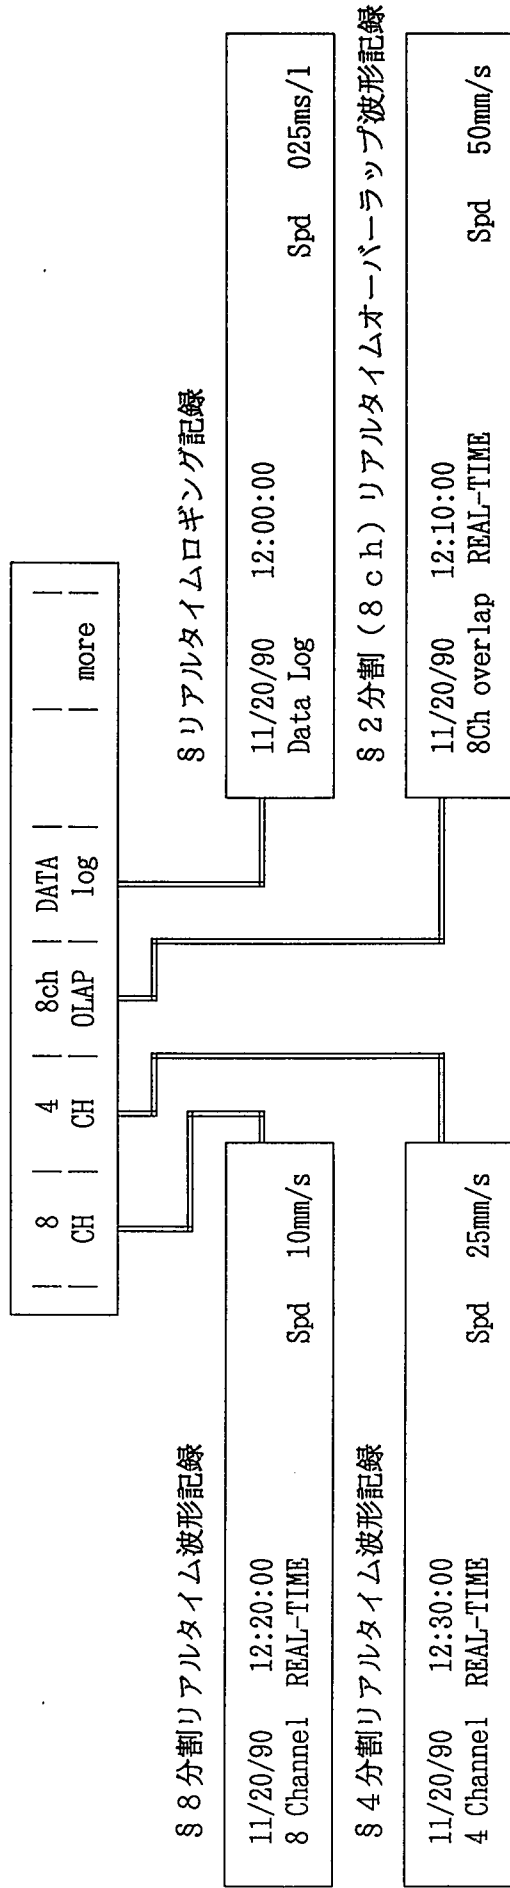 | 8 | 4 | 8ch | DATA | | |
| CH | CH | OLAP | log | | more |
§8分割リアルタイム波形記録
11/20/90 12:20:00
8 Channel REAL-TIME Spd 10mm/s
§4分割リアルタイム波形記録
11/20/90 12:30:00
4 Channel REAL-TIME Spd 25mm/s
§リアルタイムロギング記録
11/20/90 12:00:00
Data Log Spd 025ms/l
§2分割（8ch）リアルタイムオーバーラップ波形記録
11/20/90 12:10:00
8Ch overlap REAL-TIME Spd 50mm/s